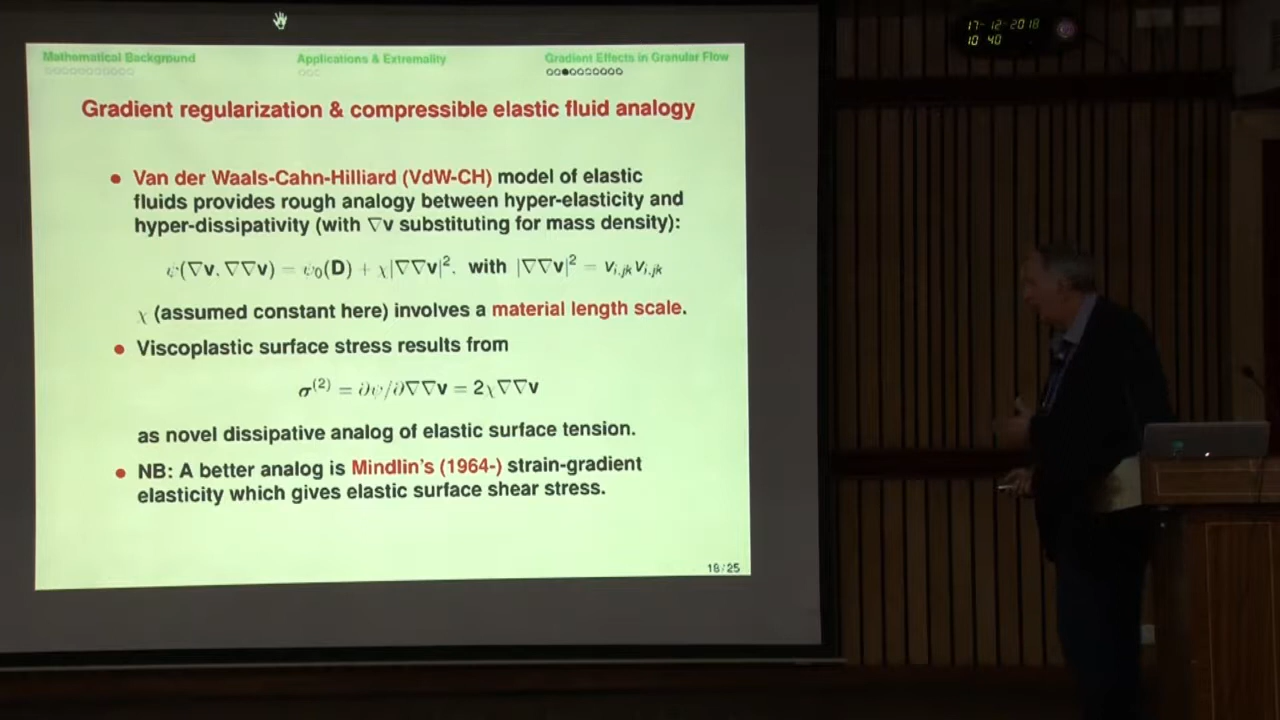 17-12-2018
10 40
Mathematical Background
Applications & Extremality
Gradient Effects in Granular Flow
Gradient regularization & compressible elastic fluid analogy
• Van der Waals-Cahn-Hilliard (VdW-CH) model of elastic
fluids provides rough analogy between hyper-elasticity and
hyper-dissipativity (with ∇v substituting for mass density):
ψ(∇v, ∇∇v) = ψ₀(D) + χ|∇∇v|², with |∇∇v|² = vᵢ,ⱼₖvᵢ,ⱼₖ
χ (assumed constant here) involves a material length scale.
• Viscoplastic surface stress results from
σ⁽²⁾ = ∂ψ/∂∇∇v = 2χ∇∇v
as novel dissipative analog of elastic surface tension.
• NB: A better analog is Mindlin's (1964-) strain-gradient
elasticity which gives elastic surface shear stress.
18/25